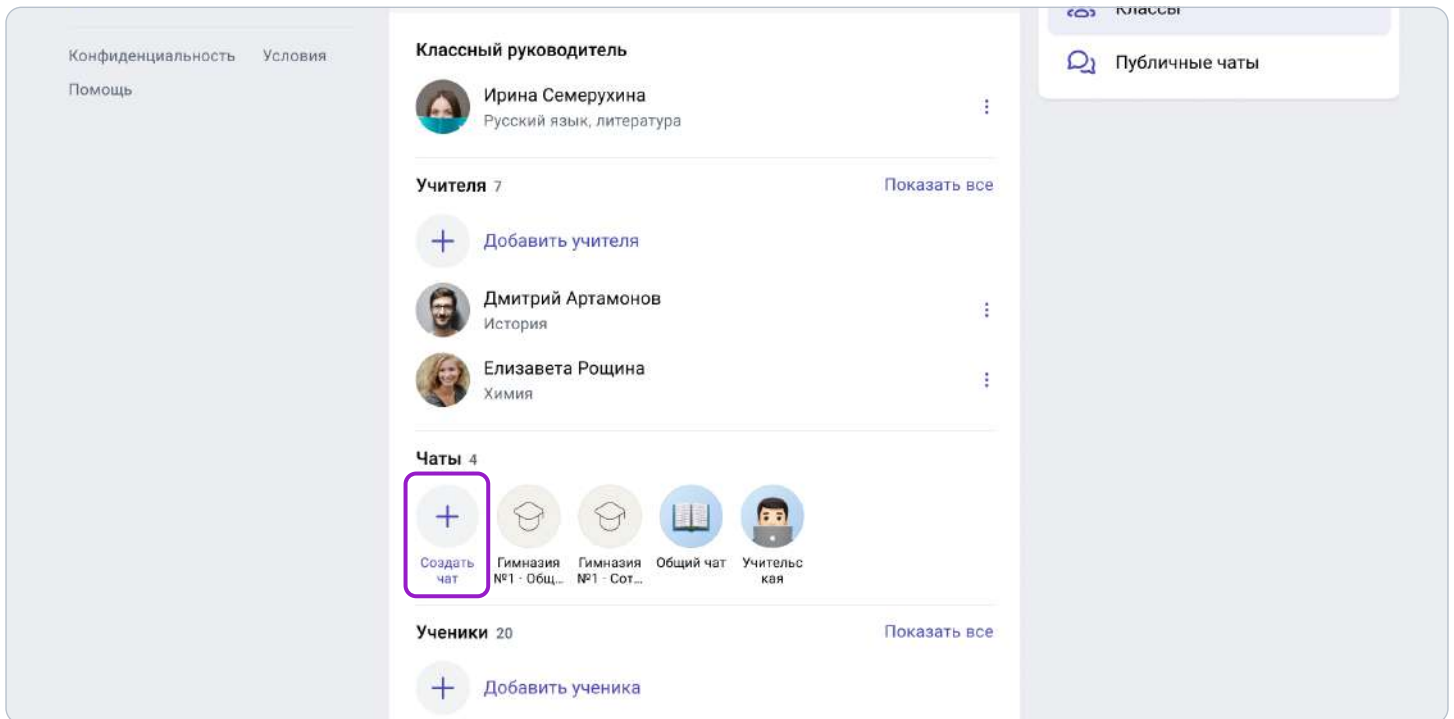 Конфиденциальность Условия
Помощь
Классный руководитель
Ирина Семерухина
Русский язык, литература
Учителя 7
Показать все
Добавить учителя
Дмитрий Артамонов
История
Елизавета Рощина
Химия
Чаты 4
Создать
чат
Гимназия
№1 · Общ...
Гимназия
№1 · Сот...
Общий чат
Учительс
кая
Ученики 20
Показать все
Добавить ученика
Классы
Публичные чаты